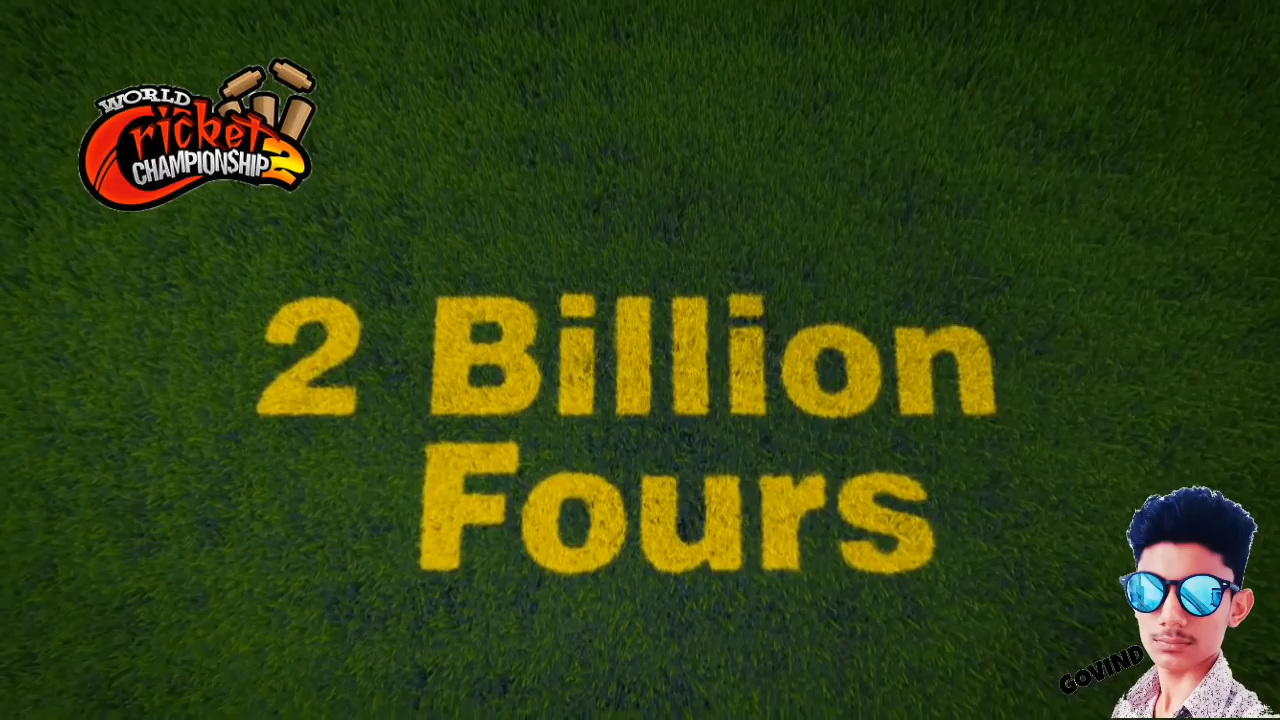 WORLD
Cricket
CHAMPIONSHIP 2
2 Billion
Fours
GOVIND